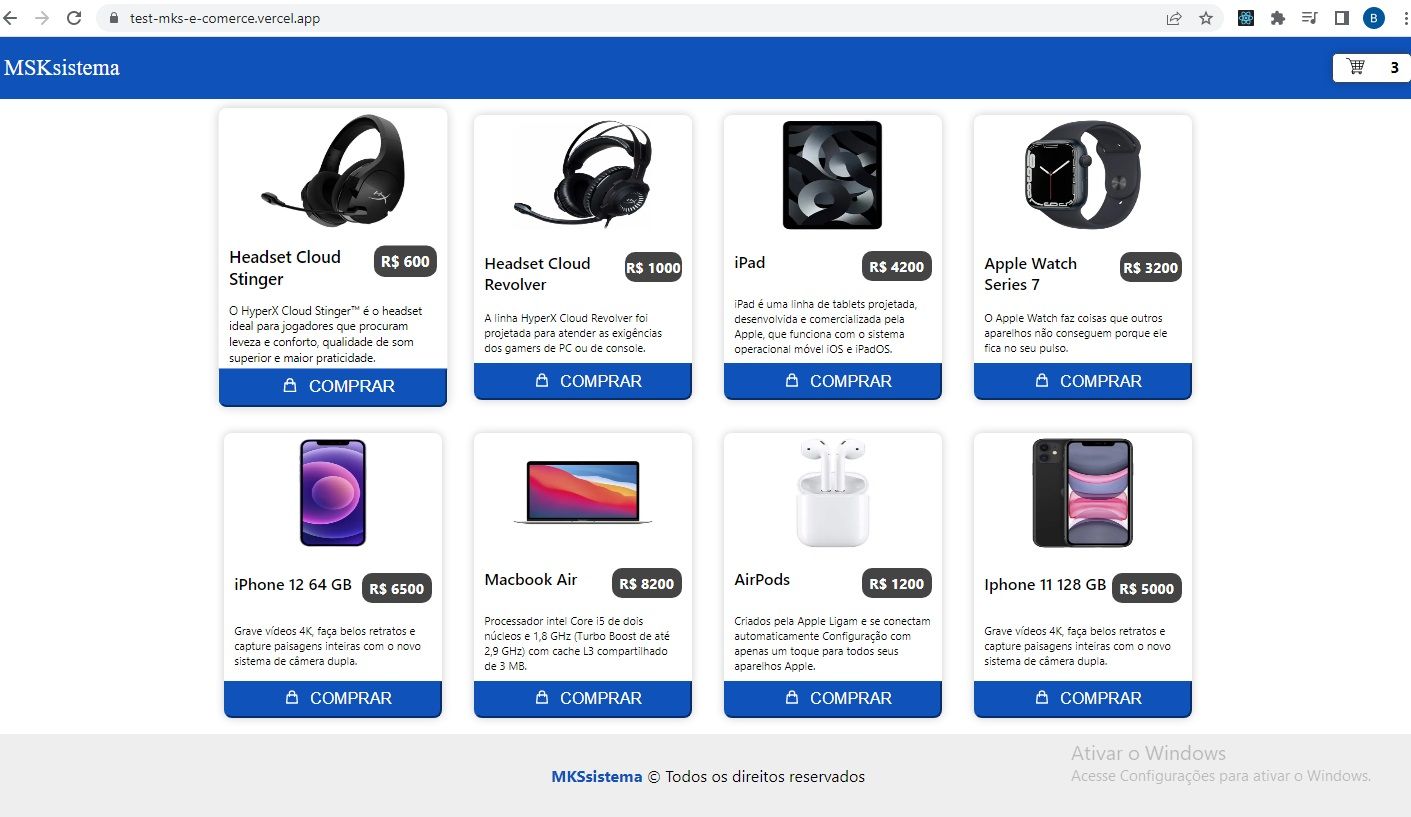 test-mks-e-comerce.vercel.app
B
MSKsistema
3
Headset Cloud
Stinger
R$ 600
O HyperX Cloud Stinger™ é o headset
ideal para jogadores que procuram
leveza e conforto, qualidade de som
superior e maior praticidade.
COMPRAR
Headset Cloud
Revolver
R$ 1000
A linha HyperX Cloud Revolver foi
projetada para atender as exigências
dos gamers de PC ou de console.
COMPRAR
iPad
R$ 4200
iPad é uma linha de tablets projetada,
desenvolvida e comercializada pela
Apple, que funciona com o sistema
operacional móvel iOS e iPadOS.
COMPRAR
Apple Watch
Series 7
R$ 3200
O Apple Watch faz coisas que outros
aparelhos não conseguem porque ele
fica no seu pulso.
COMPRAR
iPhone 12 64 GB
R$ 6500
Grave vídeos 4K, faça belos retratos e
capture paisagens inteiras com o novo
sistema de câmera dupla.
COMPRAR
Macbook Air
R$ 8200
Processador intel Core i5 de dois
núcleos e 1,8 GHz (Turbo Boost de até
2,9 GHz) com cache L3 compartilhado
de 3 MB.
COMPRAR
AirPods
R$ 1200
Criados pela Apple Ligam e se conectam
automaticamente Configuração com
apenas um toque para todos seus
aparelhos Apple.
COMPRAR
Iphone 11 128 GB
R$ 5000
Grave vídeos 4K, faça belos retratos e
capture paisagens inteiras com o novo
sistema de câmera dupla.
COMPRAR
MKSsistema © Todos os direitos reservados
Ativar o Windows
Acesse Configurações para ativar o Windows.